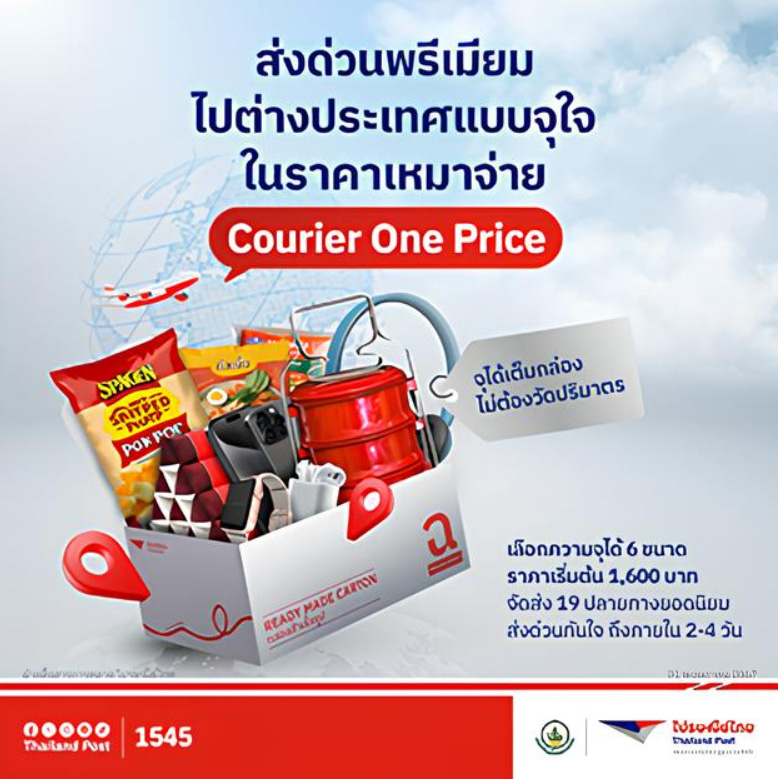 ส่งด่วนพรีเมียม
ไปต่างประเทศแบบจุใจ
ในราคาเหมาจ่าย
Courier One Price
จุได้เต็มกล่อง
ไม่ต้องวัดปริมาตร
SPACEN
POK POC
ฉ
READY MADE CARTON
เลือกความจุได้ 6 ขนาด
ราคาเริ่มต้น 1,600 บาท
จัดส่ง 19 ปลายทางยอดนิยม
ส่งด่วนทันใจ ถึงภายใน 2-4 วัน
Thailand Post
1545
ไปรษณีย์ไทย
Thailand Post